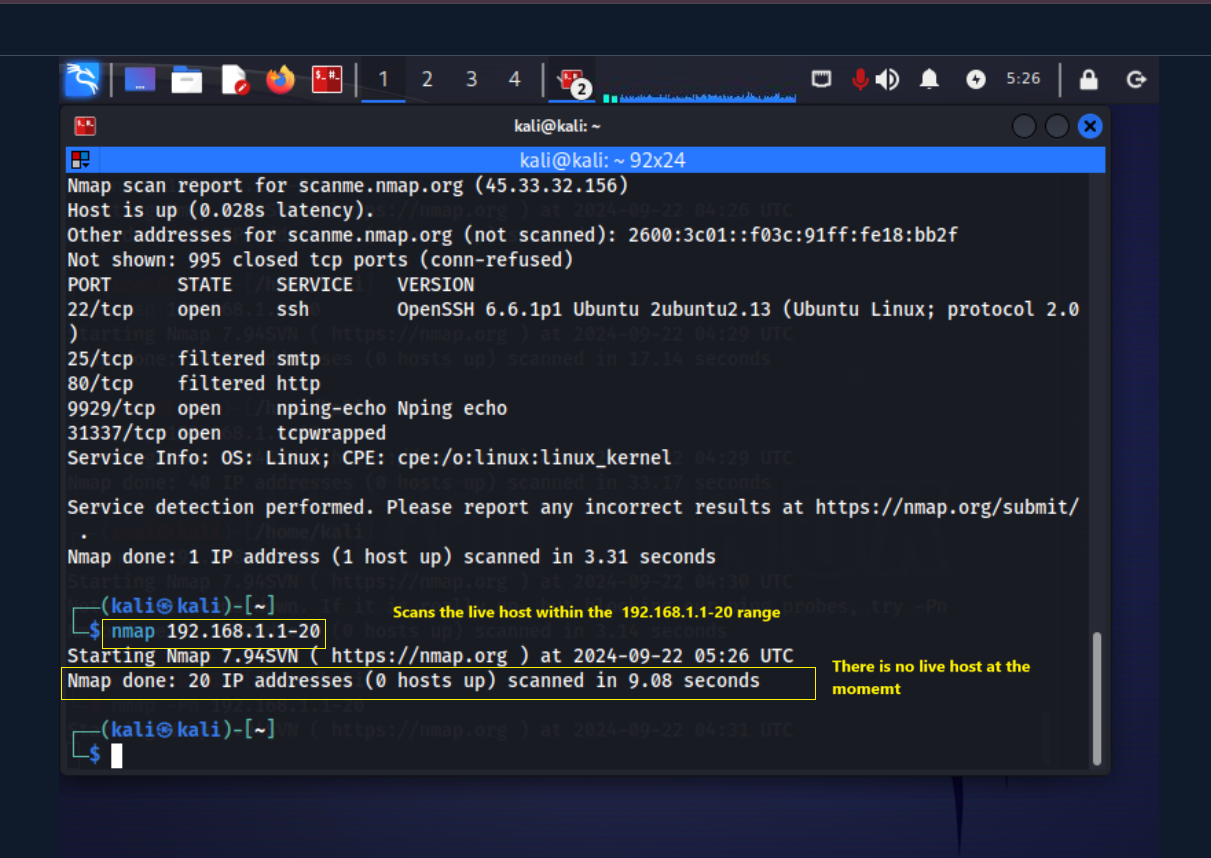 1 2 3 4 2 5:26
kali@kali: ~
kali@kali: ~ 92x24
Nmap scan report for scanme.nmap.org (45.33.32.156)
Host is up (0.028s latency).
Other addresses for scanme.nmap.org (not scanned): 2600:3c01::f03c:91ff:fe18:bb2f
Not shown: 995 closed tcp ports (conn-refused)
PORT STATE SERVICE VERSION
22/tcp open ssh OpenSSH 6.6.1p1 Ubuntu 2ubuntu2.13 (Ubuntu Linux; protocol 2.0
)
25/tcp filtered smtp
80/tcp filtered http
9929/tcp open nping-echo Nping echo
31337/tcp open tcpwrapped
Service Info: OS: Linux; CPE: cpe:/o:linux:linux_kernel
Service detection performed. Please report any incorrect results at https://nmap.org/submit/
.
Nmap done: 1 IP address (1 host up) scanned in 3.31 seconds
┌──(kali㉿kali)-[~]
Scans the live host within the 192.168.1.1-20 range
└─$ nmap 192.168.1.1-20
Starting Nmap 7.94SVN ( https://nmap.org ) at 2024-09-22 05:26 UTC
Nmap done: 20 IP addresses (0 hosts up) scanned in 9.08 seconds
There is no live host at the
momemt
┌──(kali㉿kali)-[~]
└─$